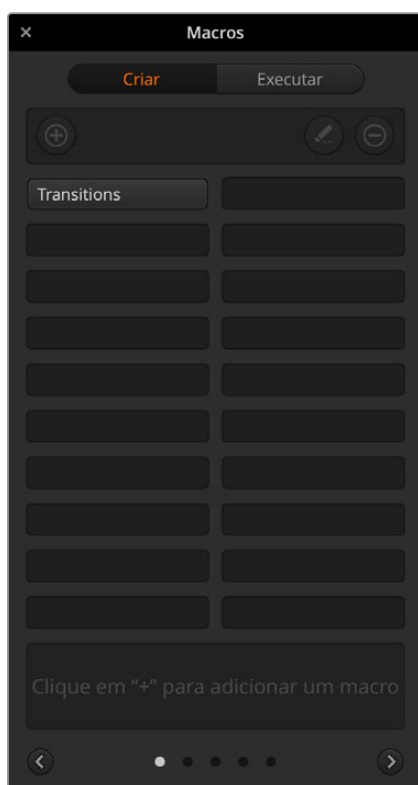 Macros
Criar
Executar
Transitions
Clique em “+” para adicionar um macro